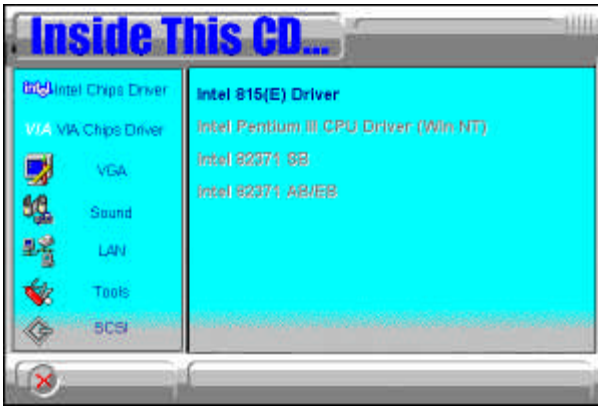 Inside This CD...
intel Intel Chips Driver
VIA VIA Chips Driver
VGA
Sound
LAN
Tools
SCSI
Intel 815(E) Driver
Intel Pentium III CPU Driver (Win NT)
Intel 82371 SB
Intel 82371 AB/EB